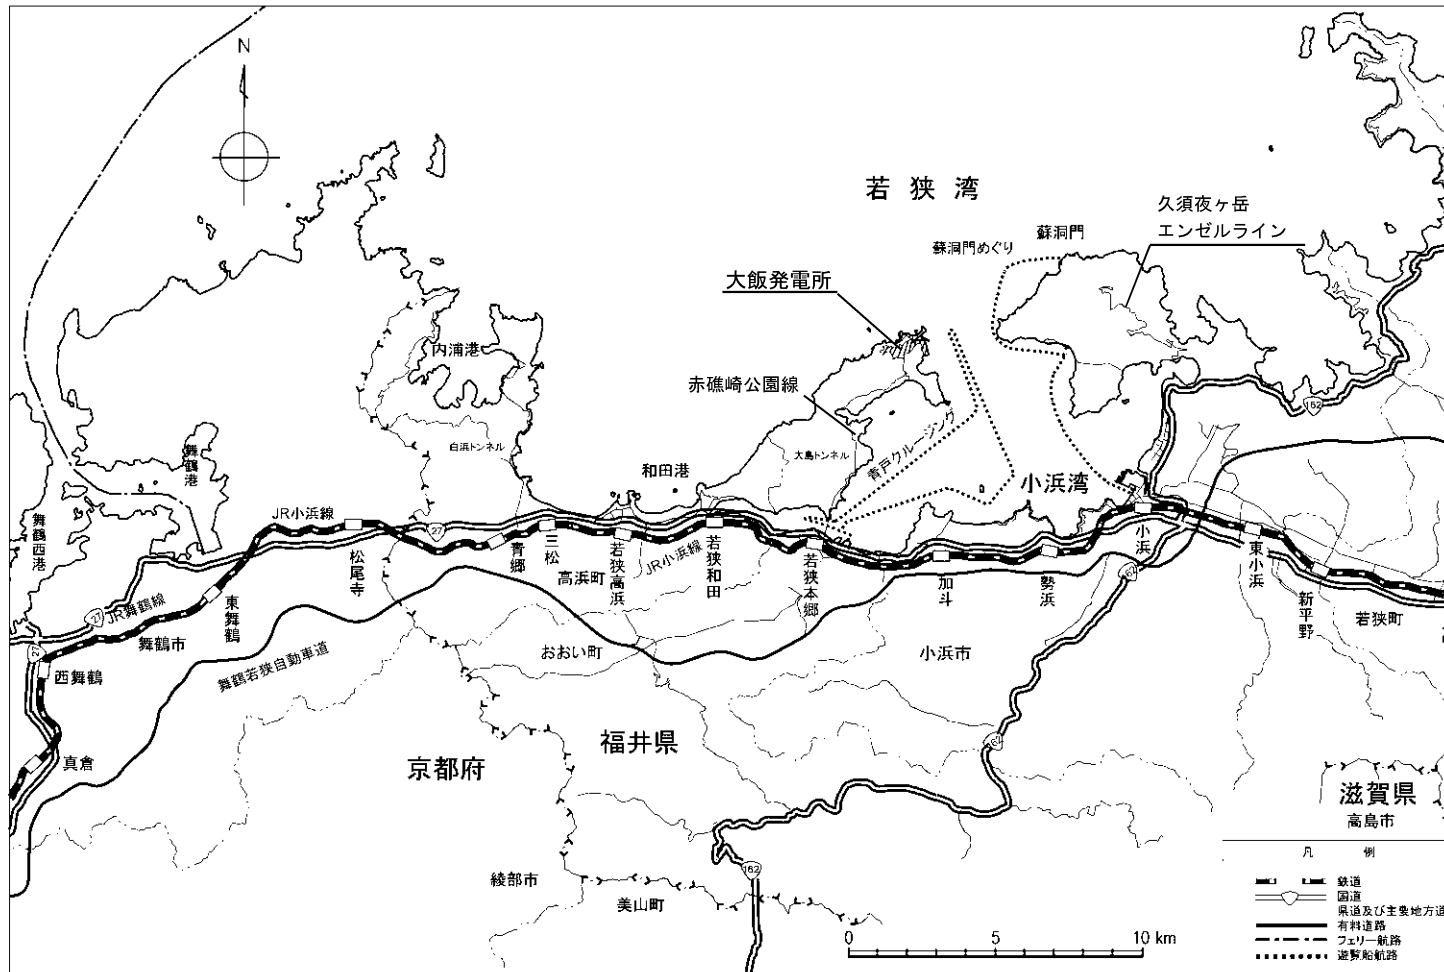 N
若狭湾
久須夜ヶ岳
エンゼルライン
蘇洞門
蘇洞門めぐり
大飯発電所
内浦港
赤礁崎公園線
162
白浜トンネル
大島トンネル
青戸クルージング
和田港
小浜湾
舞鶴港
舞鶴西港
JR小浜線
27
松尾寺
青郷
三松
若狭高浜
JR小浜線
若狭和田
若狭本郷
加斗
勢浜
小浜
東小浜
新平野
若狭町
高浜町
東舞鶴
27
JR舞鶴線
舞鶴市
27
西舞鶴
舞鶴若狭自動車道
おおい町
小浜市
真倉
京都府
福井県
滋賀県
高島市
162
綾部市
美山町
凡例
鉄道
国道
県道及び主要地方道
有料道路
フェリー航路
遊覧船航路
0 5 10 km